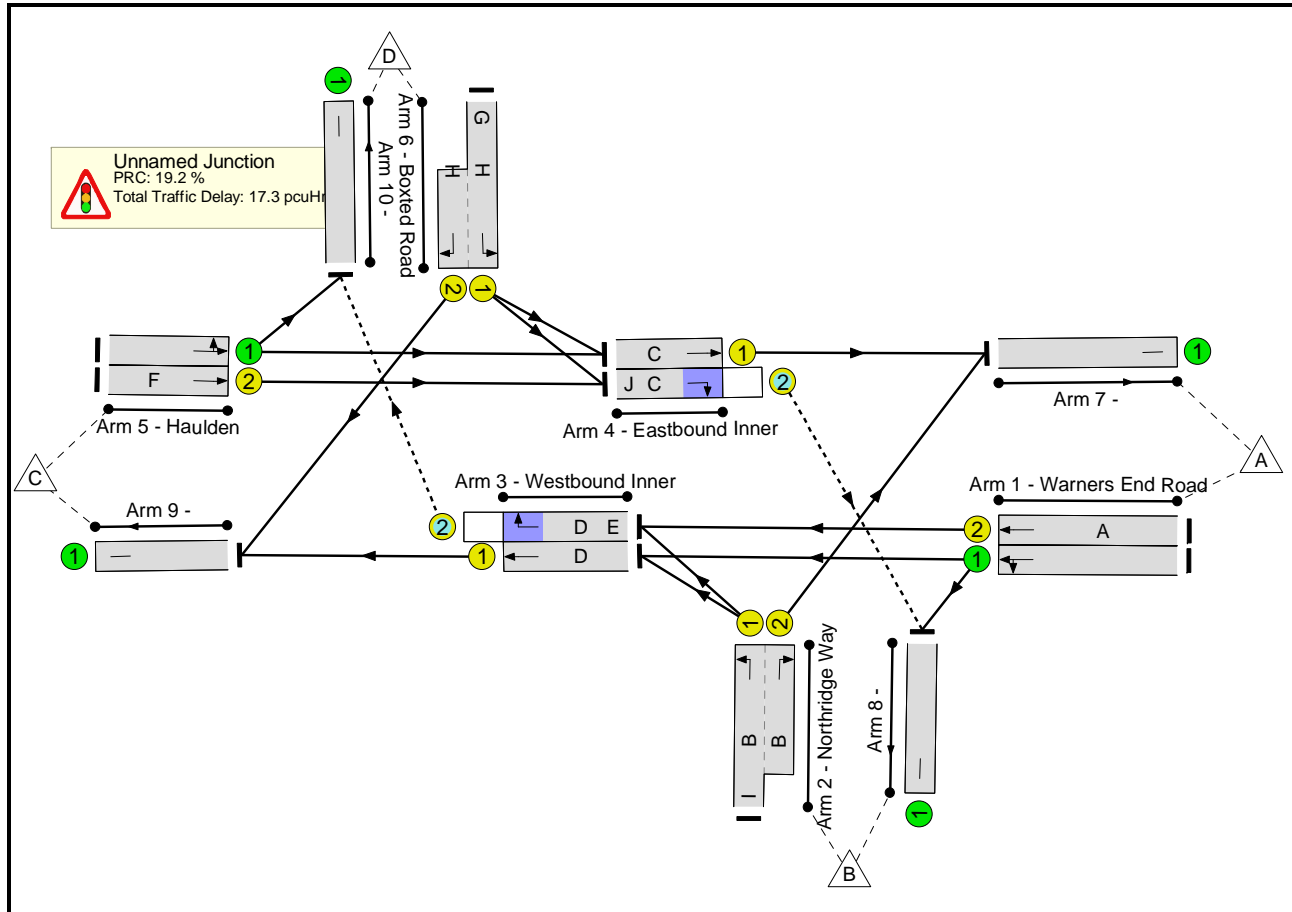 D
1
Arm 6 - Boxted Road
Arm 10 -
G
H
H
Unnamed Junction
PRC: 19.2 %
Total Traffic Delay: 17.3 pcuHr
2
1
1
C
1
1
F
2
J C
2
Arm 7 -
Arm 5 - Haulden
Arm 4 - Eastbound Inner
C
A
Arm 3 - Westbound Inner
Arm 1 - Warners End Road
Arm 9 -
2
D E
2
A
1
1
D
1
1
2
Arm 2 - Northridge Way
Arm 8 -
B
B
I
1
B